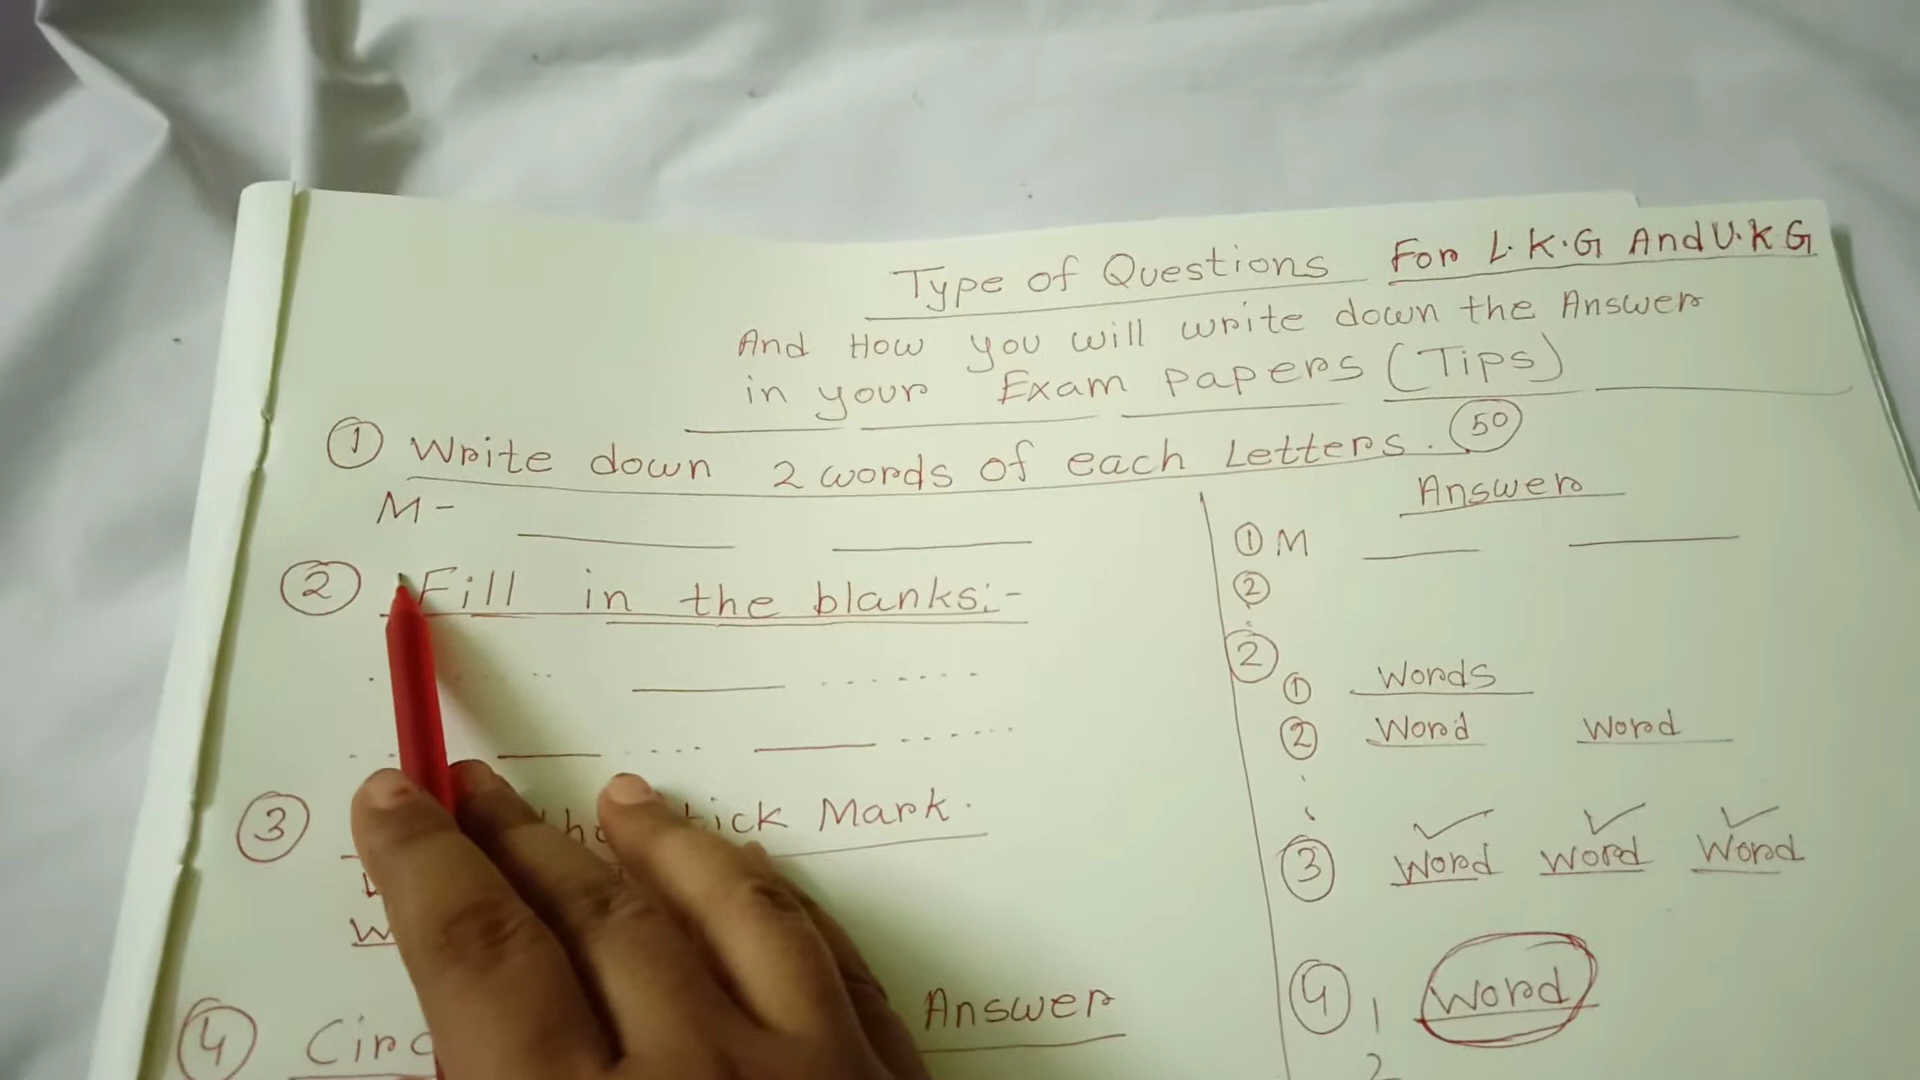 Type of Questions For L.K.G And U.K G
And How you will write down the Answer
in your Exam papers (Tips)
① Write down 2 words of each Letters. 50
M-
② Fill in the blanks:-
③ tick Mark.
④ Answer
Answer
① M
②
②
① Words
② Word Word
③ Word Word Word
④ 1 Word
2